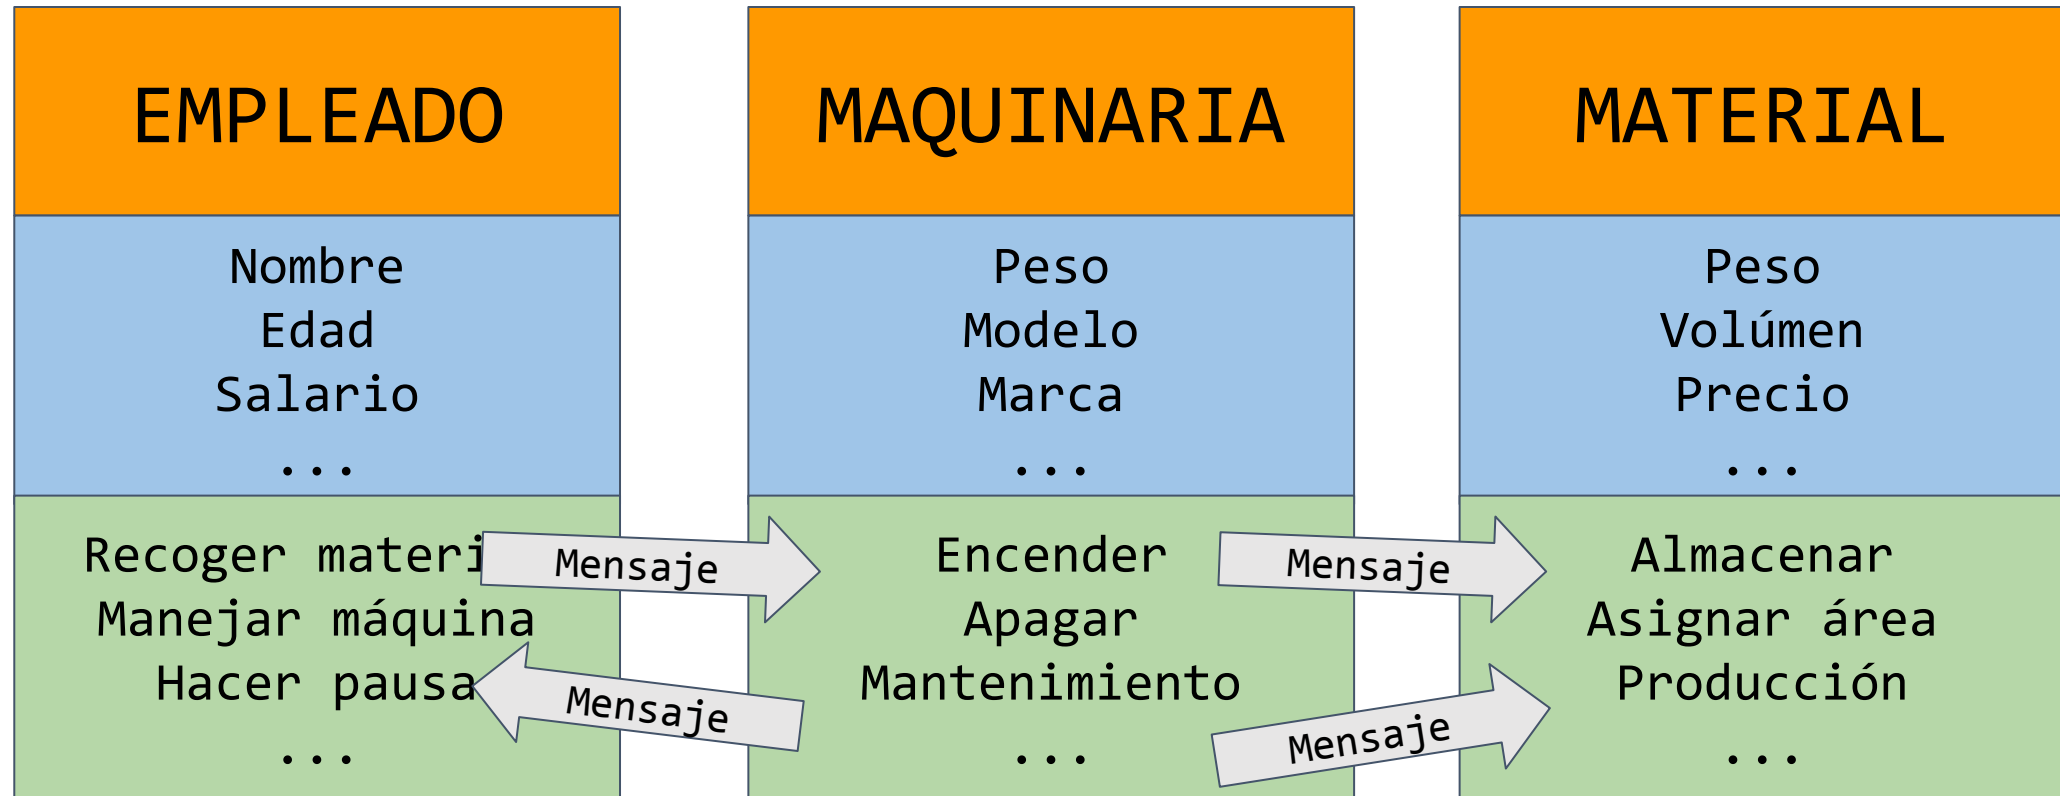 EMPLEADO
Nombre
Edad
Salario
...
Recoger materi
Manejar máquina
Hacer pausa
...
MAQUINARIA
Peso
Modelo
Marca
...
Encender
Apagar
Mantenimiento
...
MATERIAL
Peso
Volúmen
Precio
...
Almacenar
Asignar área
Producción
...
Mensaje
Mensaje
Mensaje
Mensaje